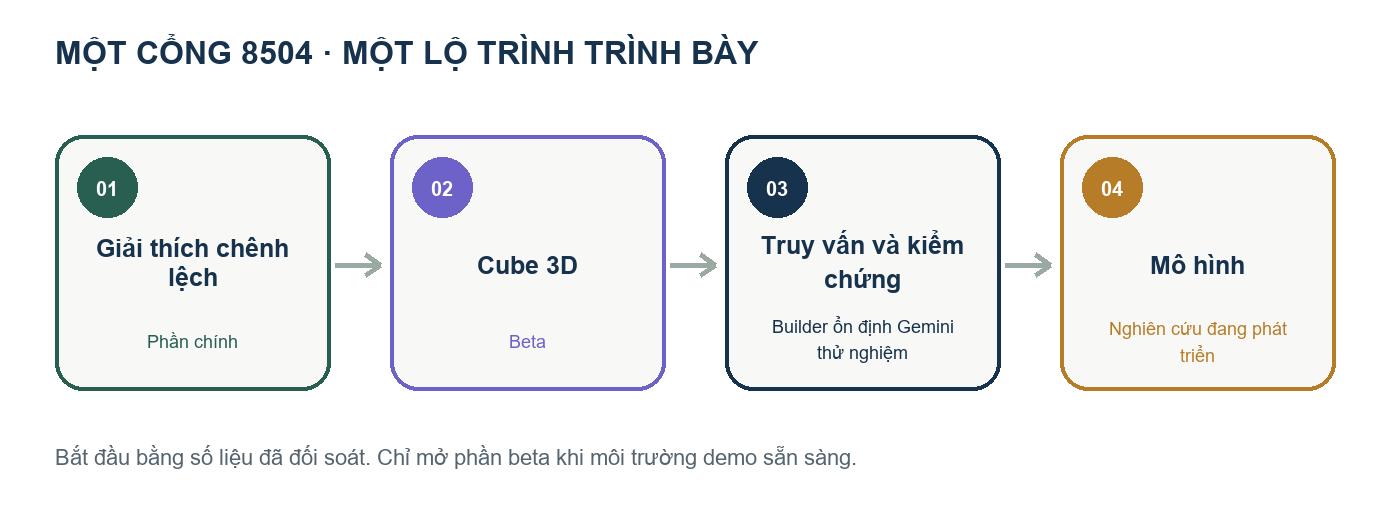 MỘT CỔNG 8504 · MỘT LỘ TRÌNH TRÌNH BÀY
01
Giải thích chênh
lệch
Phần chính
02
Cube 3D
Beta
03
Truy vấn và kiểm
chứng
Builder ổn định Gemini
thử nghiệm
04
Mô hình
Nghiên cứu đang phát
triển
Bắt đầu bằng số liệu đã đối soát. Chỉ mở phần beta khi môi trường demo sẵn sàng.